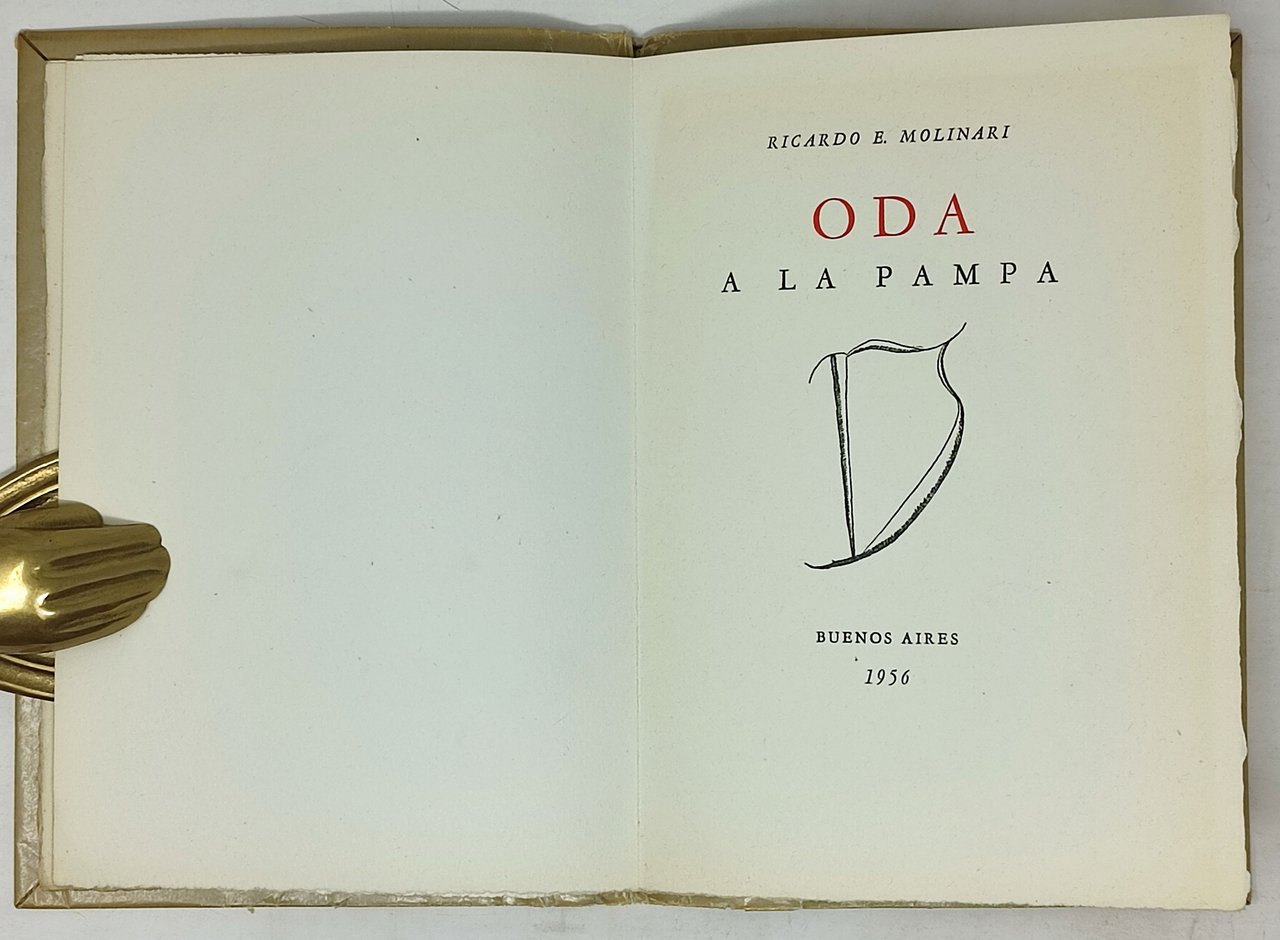 RICARDO E. MOLINARI
ODA
A LA PAMPA
BUENOS AIRES
1956